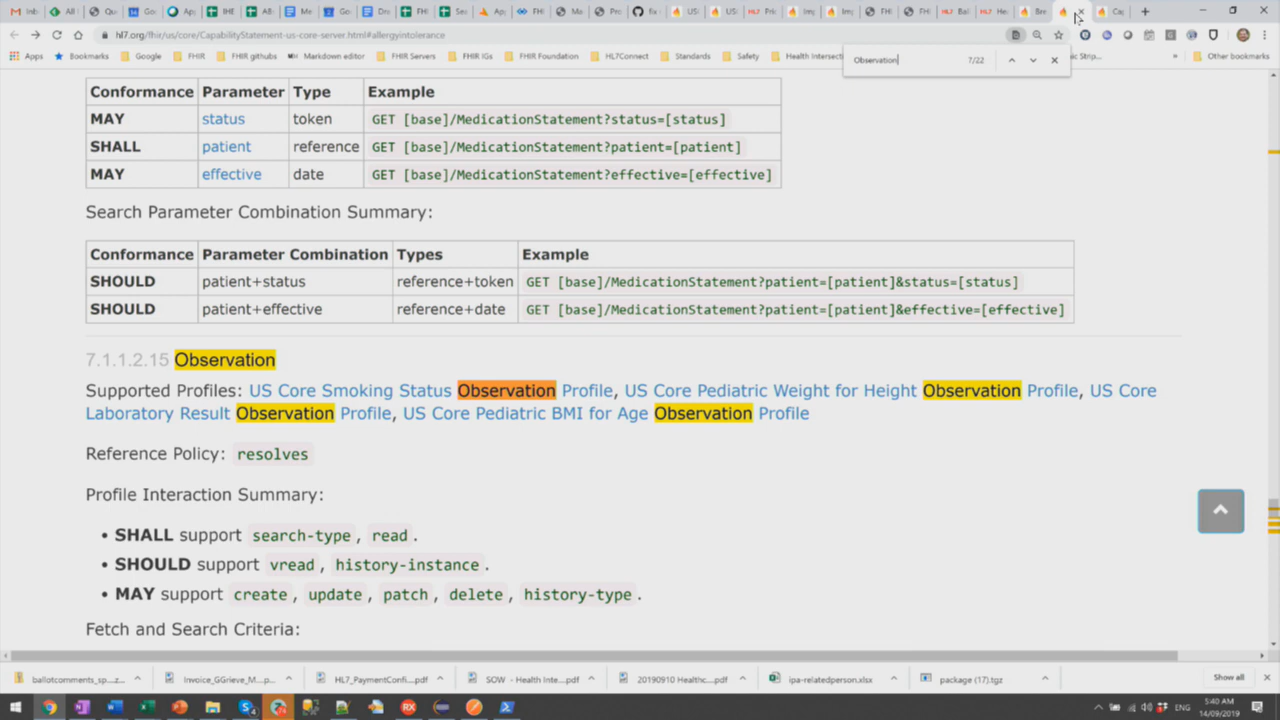 hl7.org/fhir/us/core/CapabilityStatement-us-core-server.html#allergyintolerance
Apps Bookmarks Google FHIR FHIR githubs Markdown editor FHIR Servers FHIR IGs FHIR Foundation HL7Connect Standards Safety Health Intersec Other bookmarks
Observation 7/22
Conformance Parameter Type Example
MAY status token GET [base]/MedicationStatement?status=[status]
SHALL patient reference GET [base]/MedicationStatement?patient=[patient]
MAY effective date GET [base]/MedicationStatement?effective=[effective]
Search Parameter Combination Summary:
Conformance Parameter Combination Types Example
SHOULD patient+status reference+token GET [base]/MedicationStatement?patient=[patient]&status=[status]
SHOULD patient+effective reference+date GET [base]/MedicationStatement?patient=[patient]&effective=[effective]
7.1.1.2.15 Observation
Supported Profiles: US Core Smoking Status Observation Profile, US Core Pediatric Weight for Height Observation Profile, US Core
Laboratory Result Observation Profile, US Core Pediatric BMI for Age Observation Profile
Reference Policy: resolves
Profile Interaction Summary:
• SHALL support search-type, read.
• SHOULD support vread, history-instance.
• MAY support create, update, patch, delete, history-type.
Fetch and Search Criteria:
ballotcomments_sp....z... Invoice_GGrieve_M....pdf HL7_PaymentConfi....pdf SOW - Health Inte....pdf 20190910 Healthc....pdf ipa-relatedperson.xlsx package (17).tgz Show all
ENG 5:40 AM
14/09/2019